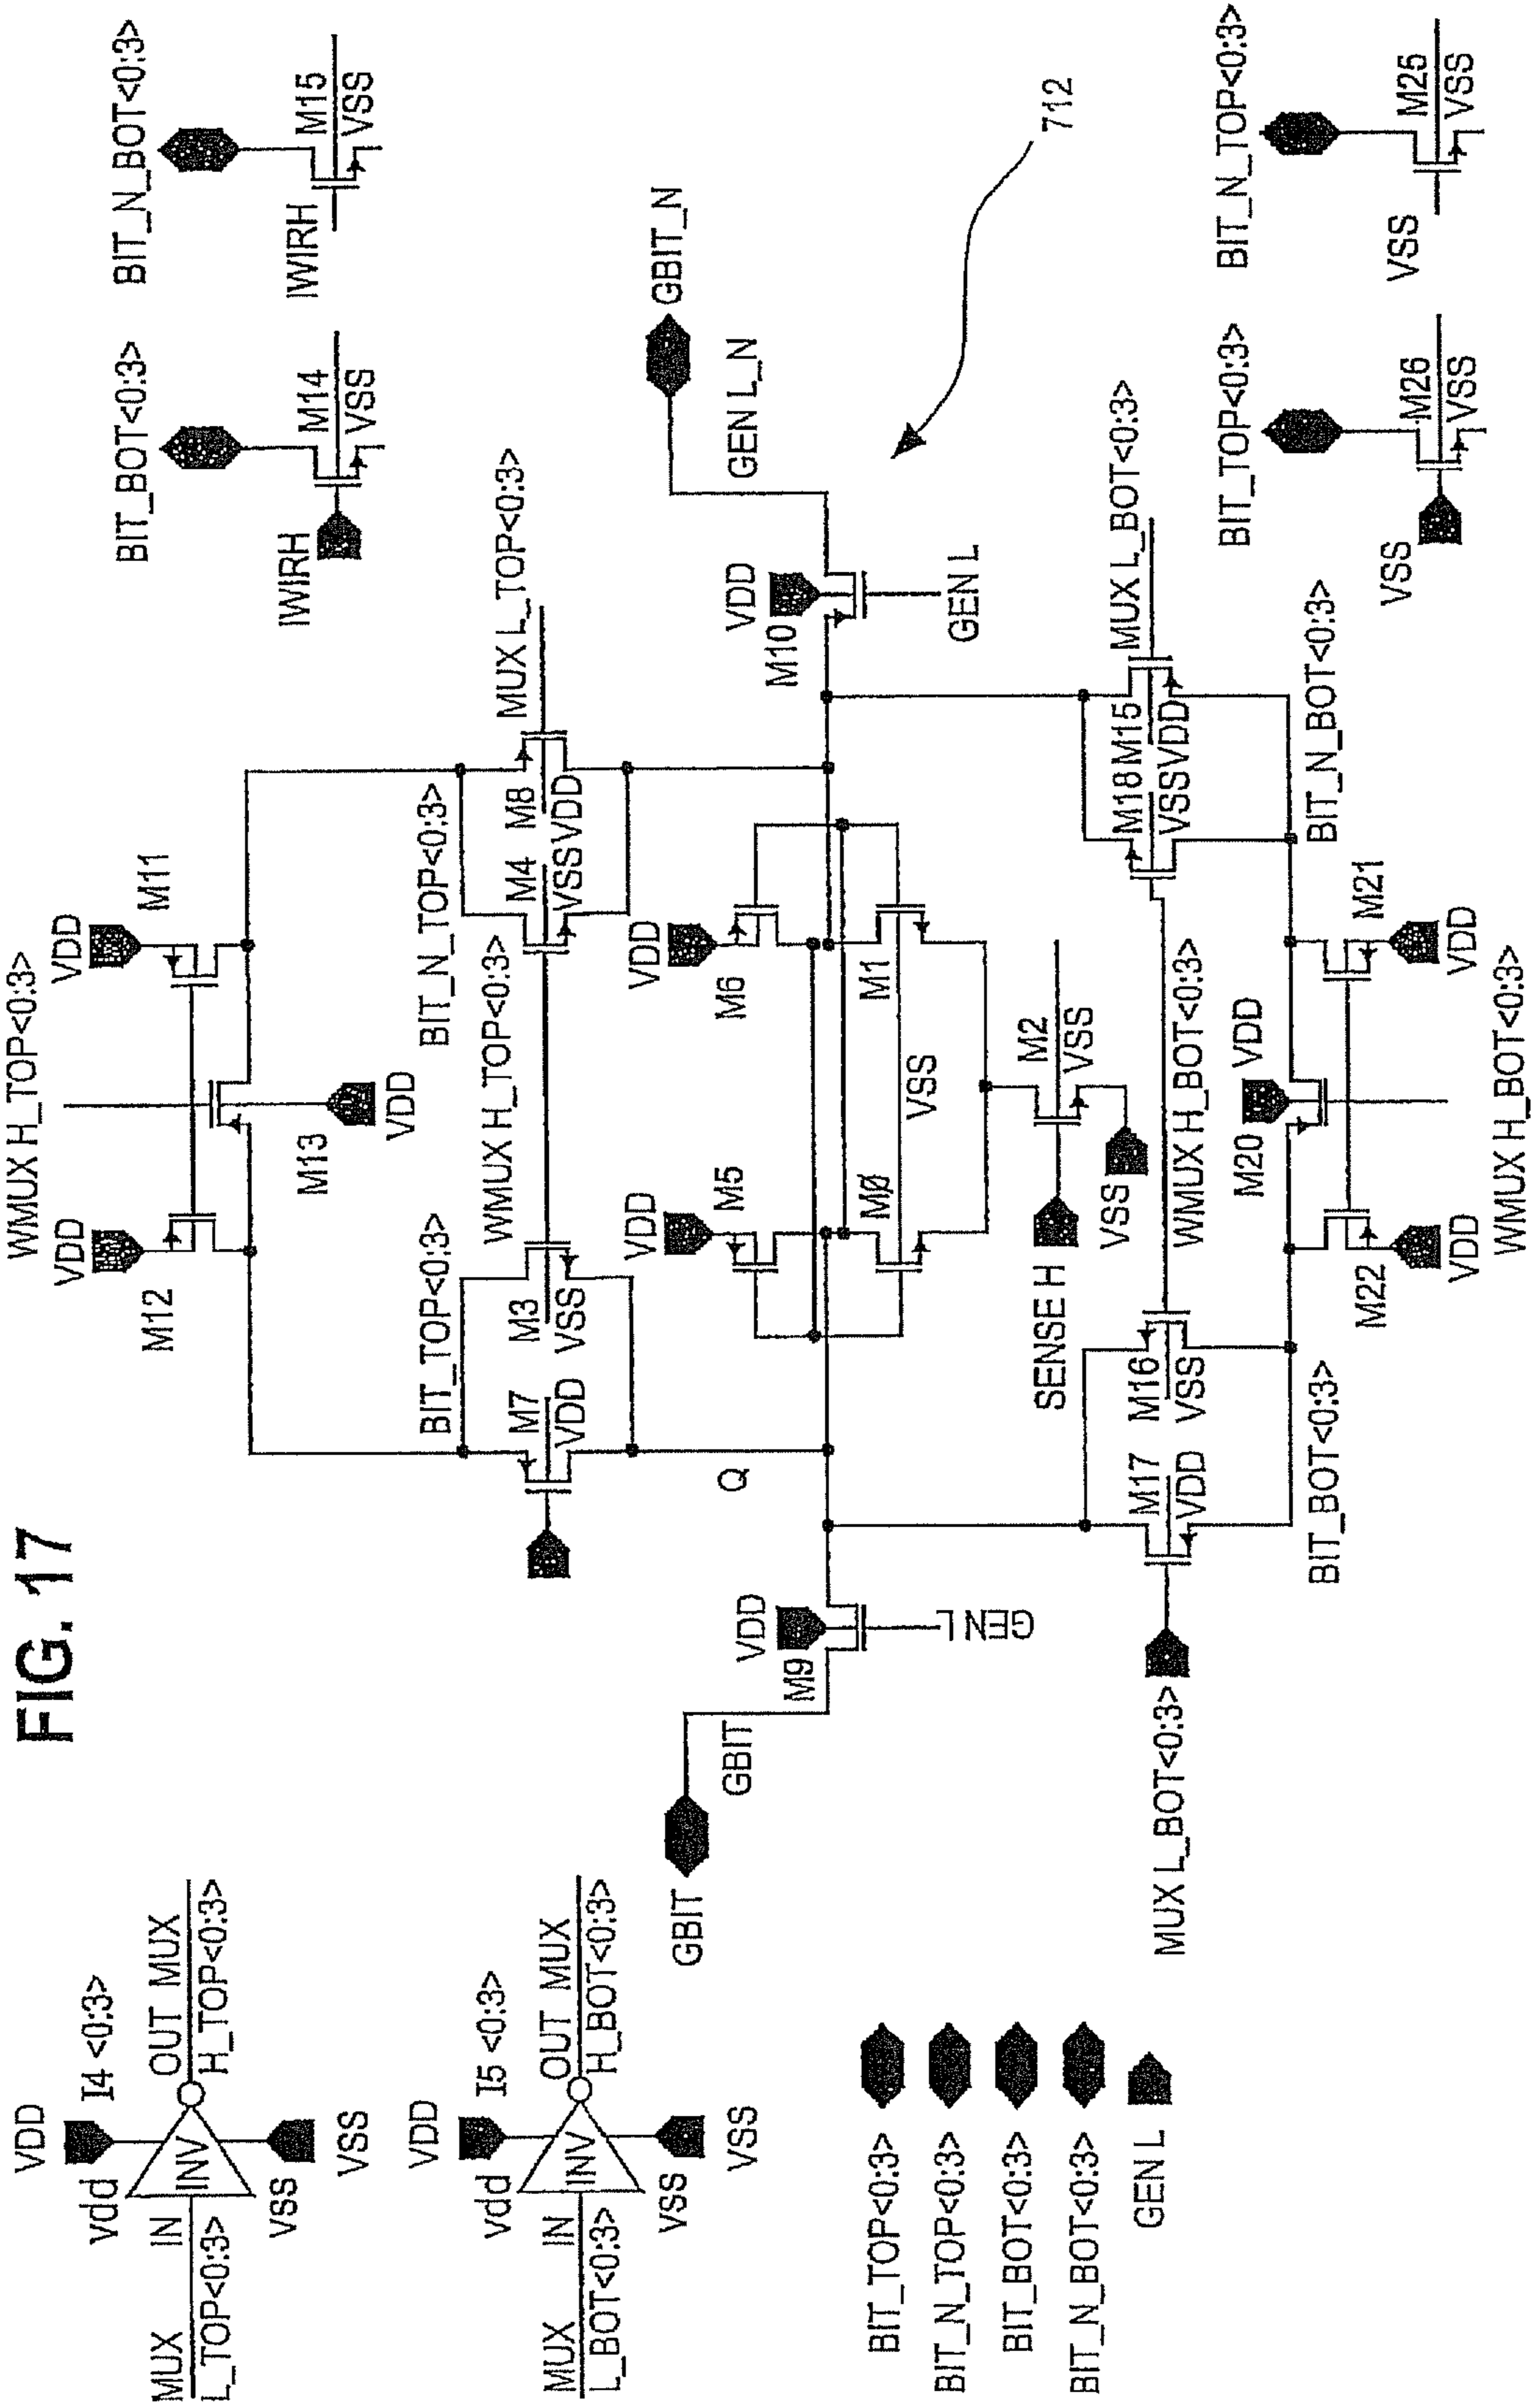 FIG. 17
VDD
I4 <0:3>
vdd
MUX
IN
INV
OUT MUX
L_TOP<0:3>
H_TOP<0:3>
VSS
VSS
VDD
I5 <0:3>
vdd
MUX
IN
INV
OUT MUX
L_BOT<0:3>
H_BOT<0:3>
VSS
VSS
BIT_TOP<0:3>
BIT_N_TOP<0:3>
BIT_BOT<0:3>
BIT_N_BOT<0:3>
GEN L
WMUX H_TOP<0:3>
VDD
VDD
M12
M11
M13
VDD
BIT_TOP<0:3>
BIT_N_TOP<0:3>
M7
VDD
M3
VSS
WMUX H_TOP<0:3>
M4
VSS
M8
VDD
MUX L_TOP<0:3>
Q
GBIT
GBIT
M9
VDD
GEN L
VDD
M5
VDD
M6
MØ
M1
VSS
SENSE H
M2
VSS
VSS
M10
VDD
GEN L
GEN L_N
GBIT_N
712
MUX L_BOT<0:3>
M17
VDD
M16
VSS
WMUX H_BOT<0:3>
M18
VSS
M15
VDD
MUX L_BOT<0:3>
BIT_BOT<0:3>
BIT_N_BOT<0:3>
M20
VDD
M22
VDD
M21
VDD
WMUX H_BOT<0:3>
BIT_BOT<0:3>
IWIRH
M14
VSS
BIT_N_BOT<0:3>
IWIRH
M15
VSS
BIT_TOP<0:3>
VSS
M26
VSS
BIT_N_TOP<0:3>
VSS
M25
VSS